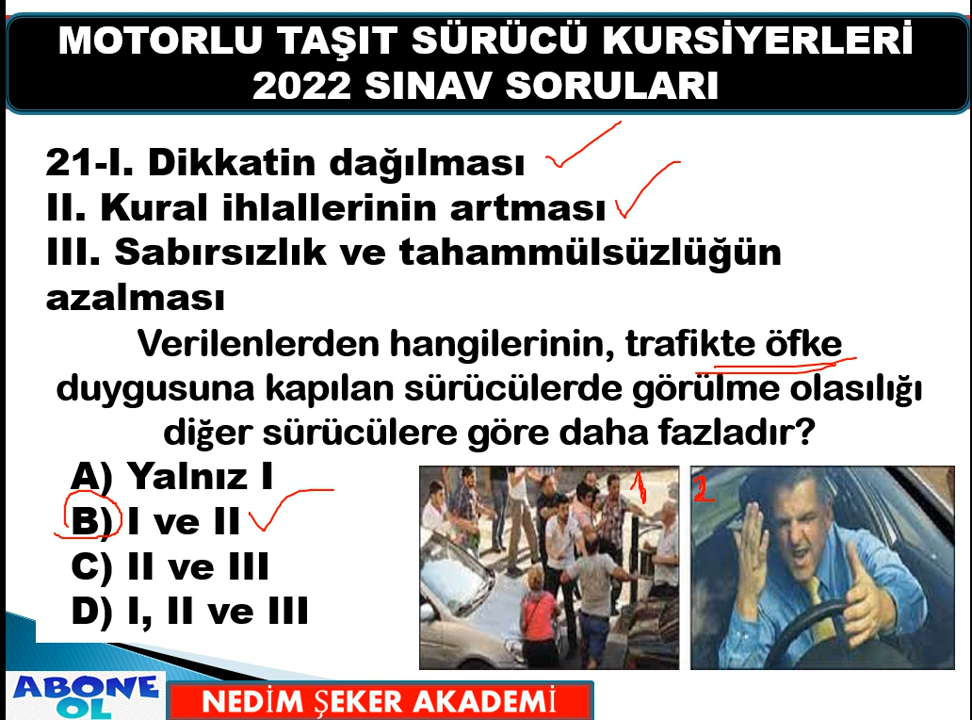 MOTORLU TAŞIT SÜRÜCÜ KURSİYERLERİ
2022 SINAV SORULARI
21-I. Dikkatin dağılması
II. Kural ihlallerinin artması
III. Sabırsızlık ve tahammülsüzlüğün
azalması
Verilenlerden hangilerinin, trafikte öfke
duygusuna kapılan sürücülerde görülme olasılığı
diğer sürücülere göre daha fazladır?
A) Yalnız I
B) I ve II
C) II ve III
D) I, II ve III
1
2
ABONE
OL
NEDİM ŞEKER AKADEMİ